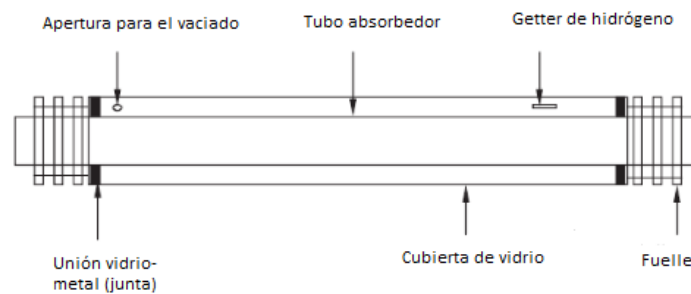 Apertura para el vaciado
Tubo absorbedor
Getter de hidrógeno
Unión vidrio-
metal (junta)
Cubierta de vidrio
Fuelle